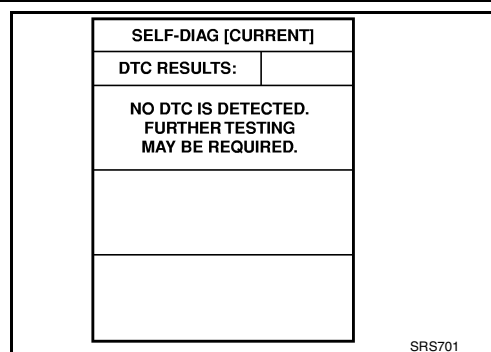 SELF-DIAG [CURRENT]
DTC RESULTS:
NO DTC IS DETECTED.
FURTHER TESTING
MAY BE REQUIRED.
SRS701